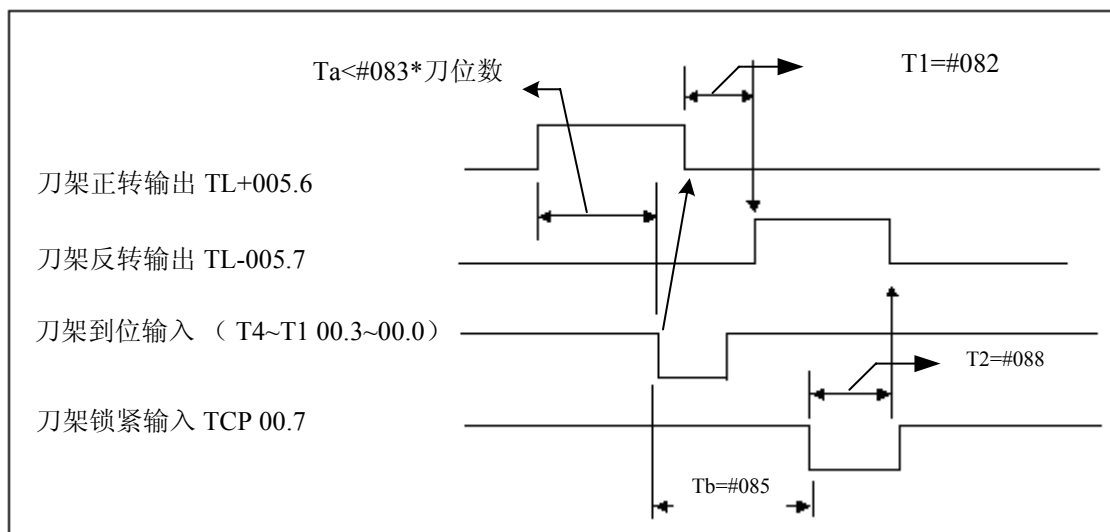 Ta<#083*刀位数
T1=#082
刀架正转输出 TL+005.6
刀架反转输出 TL-005.7
刀架到位输入 （ T4~T1 00.3~00.0）
T2=#088
刀架锁紧输入 TCP 00.7
Tb=#085